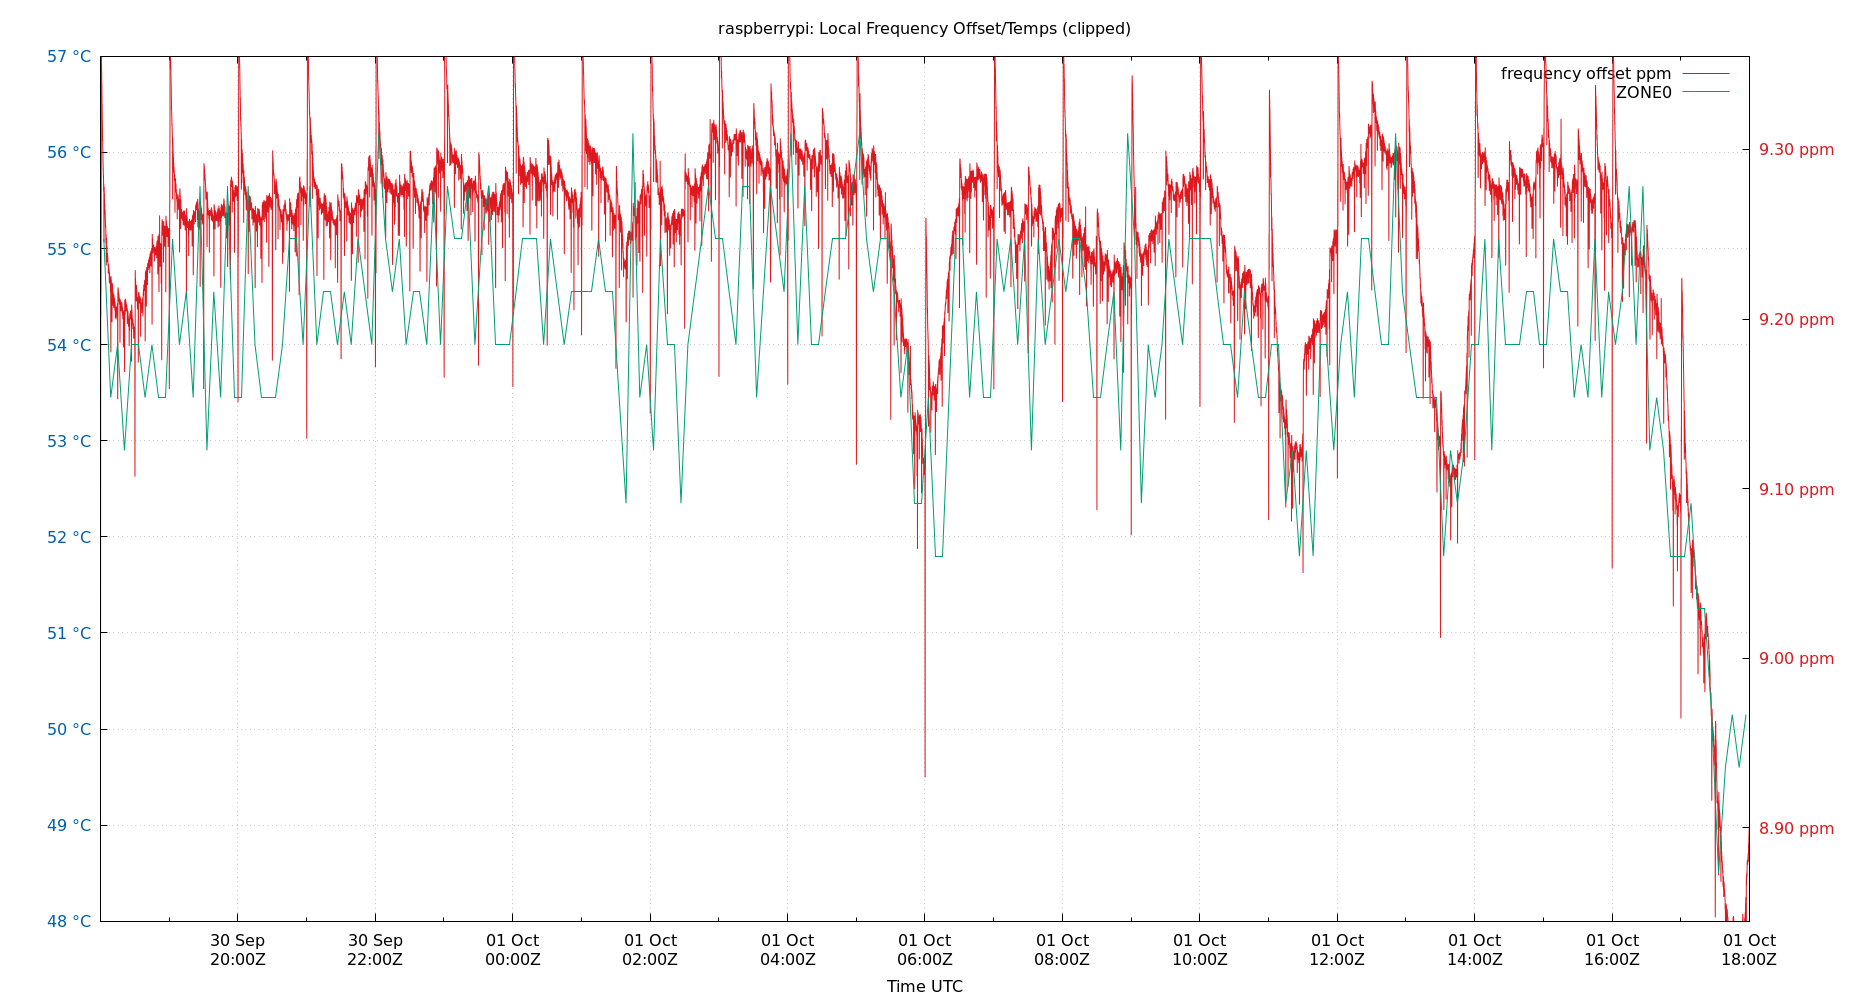 raspberrypi: Local Frequency Offset/Temps (clipped)
57 °C
56 °C
55 °C
54 °C
53 °C
52 °C
51 °C
50 °C
49 °C
48 °C
frequency offset ppm
ZONE0
9.30 ppm
9.20 ppm
9.10 ppm
9.00 ppm
8.90 ppm
30 Sep
20:00Z
30 Sep
22:00Z
01 Oct
00:00Z
01 Oct
02:00Z
01 Oct
04:00Z
01 Oct
06:00Z
01 Oct
08:00Z
01 Oct
10:00Z
01 Oct
12:00Z
01 Oct
14:00Z
01 Oct
16:00Z
01 Oct
18:00Z
Time UTC